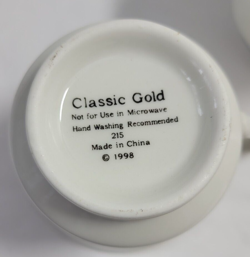 Classic Gold
Not for Use in Microwave
Hand Washing Recommended
215
Made in China
© 1998